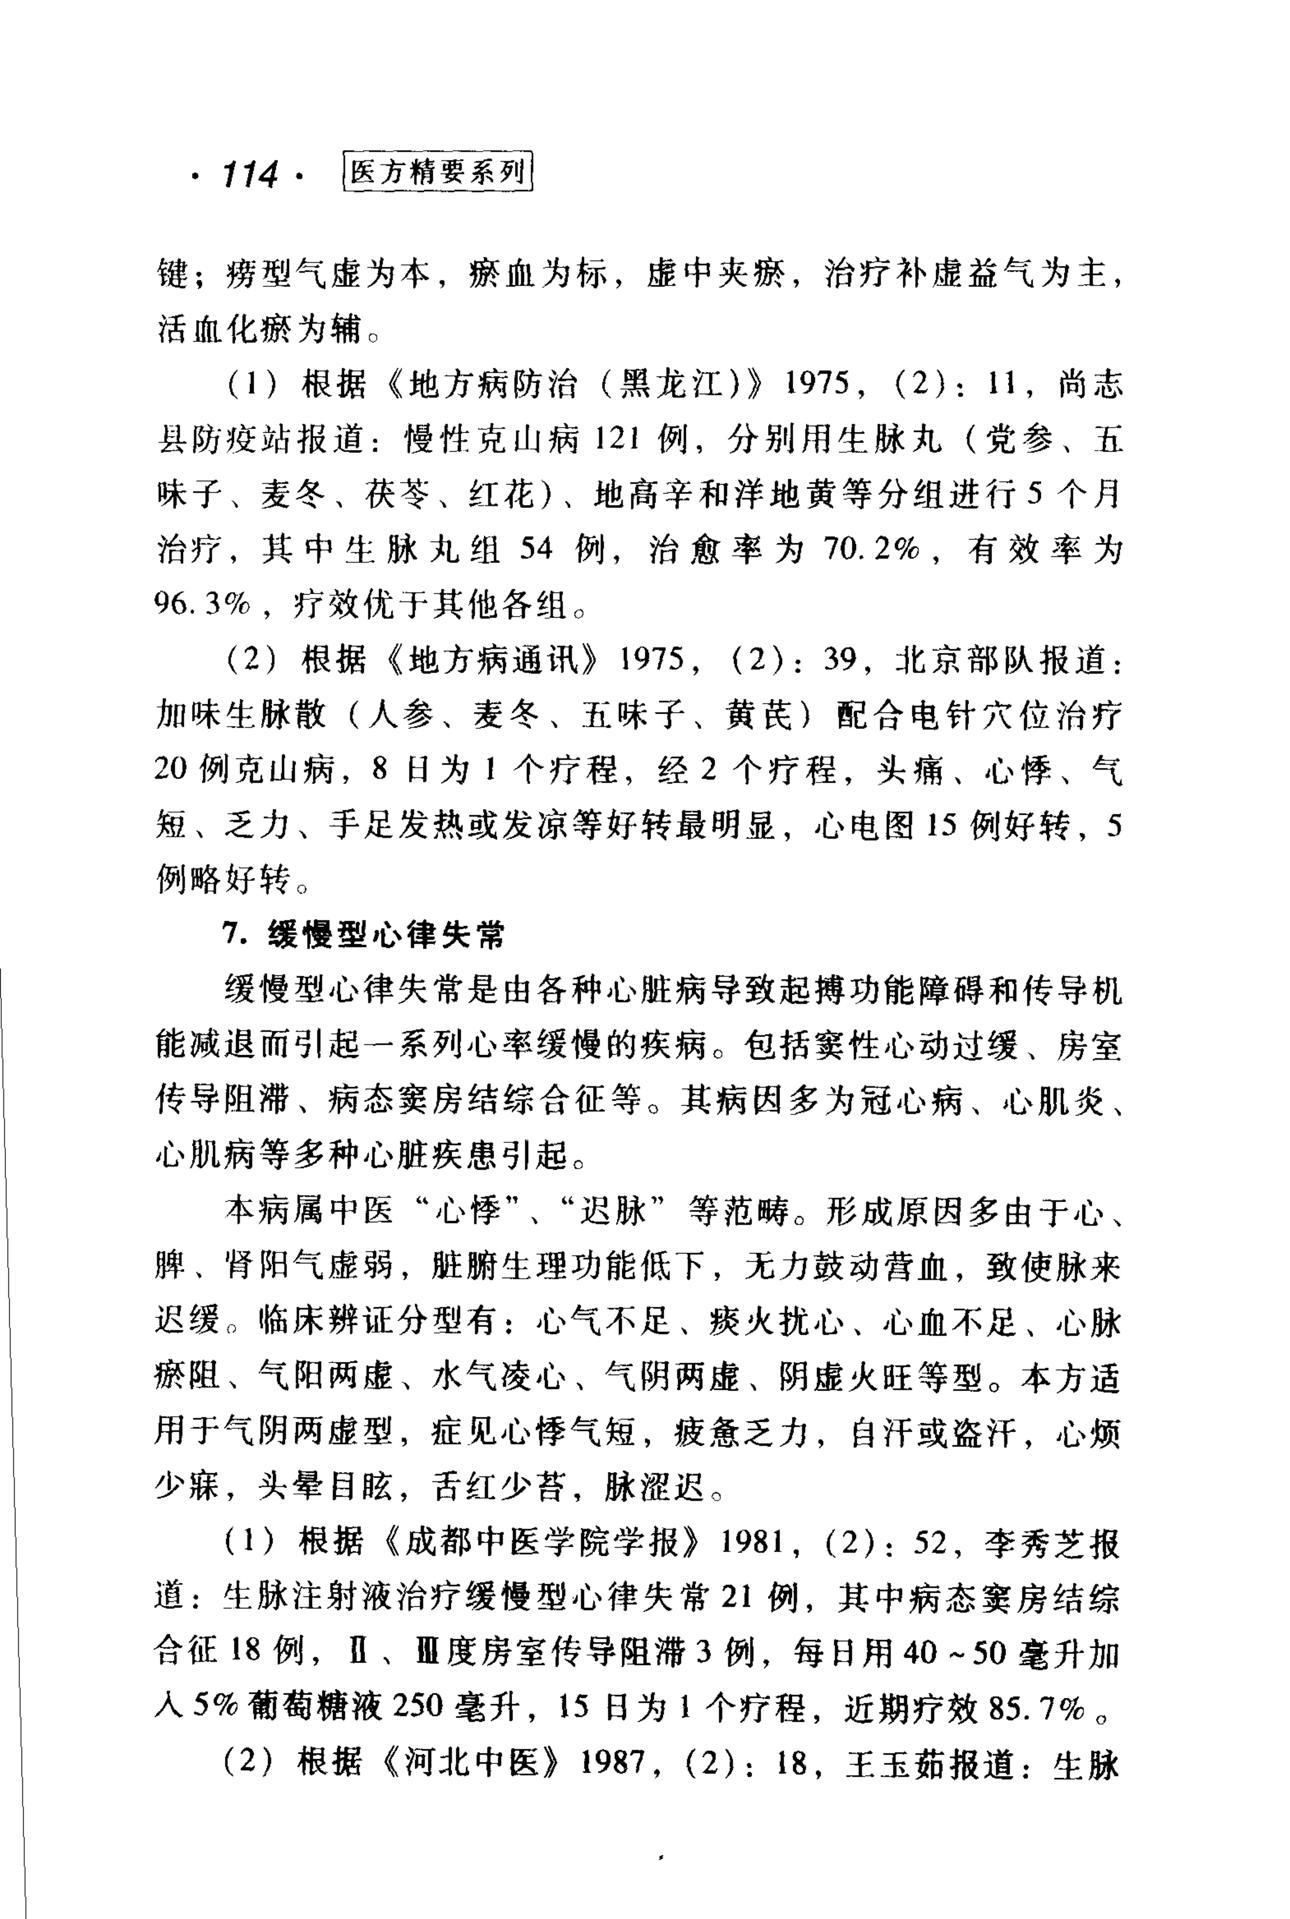 · 114 · 医方精要系列
键；痨型气虚为本，瘀血为标，虚中夹瘀，治疗补虚益气为主，
活血化瘀为辅。
(1) 根据《地方病防治（黑龙江)》1975，(2)：11，尚志
县防疫站报道：慢性克山病 121 例，分别用生脉丸（党参、五
味子、麦冬、茯苓、红花)、地高辛和洋地黄等分组进行 5 个月
治疗，其中生脉丸组 54 例，治愈率为 70.2%，有效率为
96.3%，疗效优于其他各组。
(2) 根据《地方病通讯》1975，(2)：39，北京部队报道：
加味生脉散（人参、麦冬、五味子、黄芪）配合电针穴位治疗
20 例克山病，8 日为 1 个疗程，经 2 个疗程，头痛、心悸、气
短、乏力、手足发热或发凉等好转最明显，心电图 15 例好转，5
例略好转。
7. 缓慢型心律失常
缓慢型心律失常是由各种心脏病导致起搏功能障碍和传导机
能减退而引起一系列心率缓慢的疾病。包括窦性心动过缓、房室
传导阻滞、病态窦房结综合征等。其病因多为冠心病、心肌炎、
心肌病等多种心脏疾患引起。
本病属中医“心悸”、“迟脉”等范畴。形成原因多由于心、
脾、肾阳气虚弱，脏腑生理功能低下，无力鼓动营血，致使脉来
迟缓。临床辨证分型有：心气不足、痰火扰心、心血不足、心脉
瘀阻、气阳两虚、水气凌心、气阴两虚、阴虚火旺等型。本方适
用于气阴两虚型，症见心悸气短，疲惫乏力，自汗或盗汗，心烦
少寐，头晕目眩，舌红少苔，脉涩迟。
(1) 根据《成都中医学院学报》1981，(2)：52，李秀芝报
道：生脉注射液治疗缓慢型心律失常 21 例，其中病态窦房结综
合征 18 例，Ⅱ、Ⅲ度房室传导阻滞 3 例，每日用 40～50 毫升加
入 5% 葡萄糖液 250 毫升，15 日为 1 个疗程，近期疗效 85.7%。
(2) 根据《河北中医》1987，(2)：18，王玉茹报道：生脉